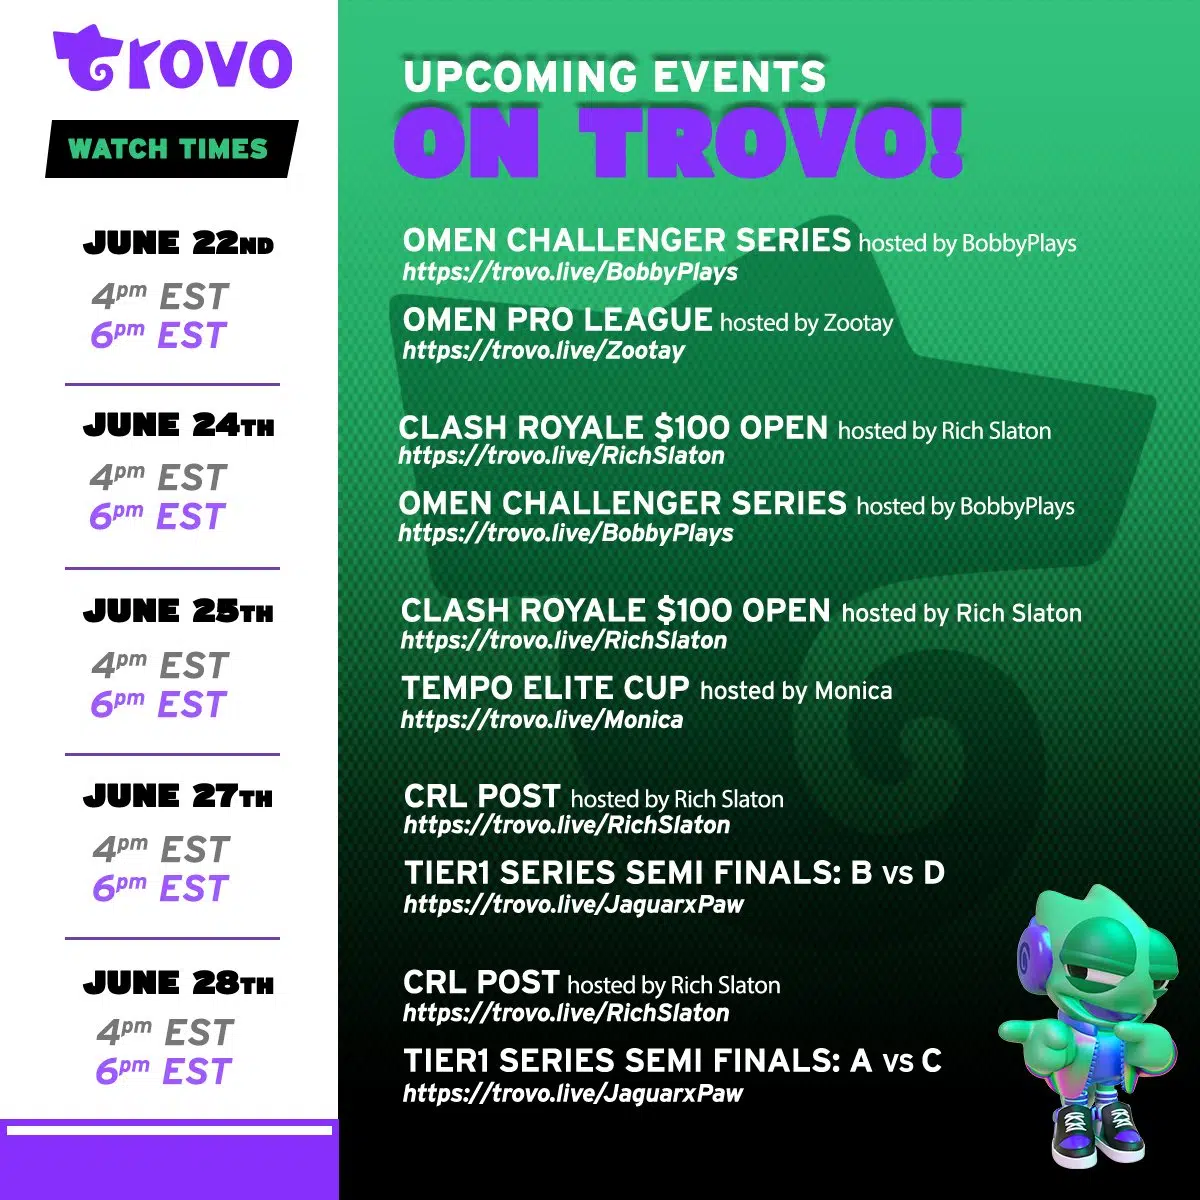 trovo
WATCH TIMES
UPCOMING EVENTS
ON TROVO!
JUNE 22ND
4pm EST
6pm EST
OMEN CHALLENGER SERIES hosted by BobbyPlays
https://trovo.live/BobbyPlays
OMEN PRO LEAGUE hosted by Zootay
https://trovo.live/Zootay
JUNE 24TH
4pm EST
6pm EST
CLASH ROYALE $100 OPEN hosted by Rich Slaton
https://trovo.live/RichSlaton
OMEN CHALLENGER SERIES hosted by BobbyPlays
https://trovo.live/BobbyPlays
JUNE 25TH
4pm EST
6pm EST
CLASH ROYALE $100 OPEN hosted by Rich Slaton
https://trovo.live/RichSlaton
TEMPO ELITE CUP hosted by Monica
https://trovo.live/Monica
JUNE 27TH
4pm EST
6pm EST
CRL POST hosted by Rich Slaton
https://trovo.live/RichSlaton
TIER1 SERIES SEMI FINALS: B vs D
https://trovo.live/JaguarxPaw
JUNE 28TH
4pm EST
6pm EST
CRL POST hosted by Rich Slaton
https://trovo.live/RichSlaton
TIER1 SERIES SEMI FINALS: A vs C
https://trovo.live/JaguarxPaw